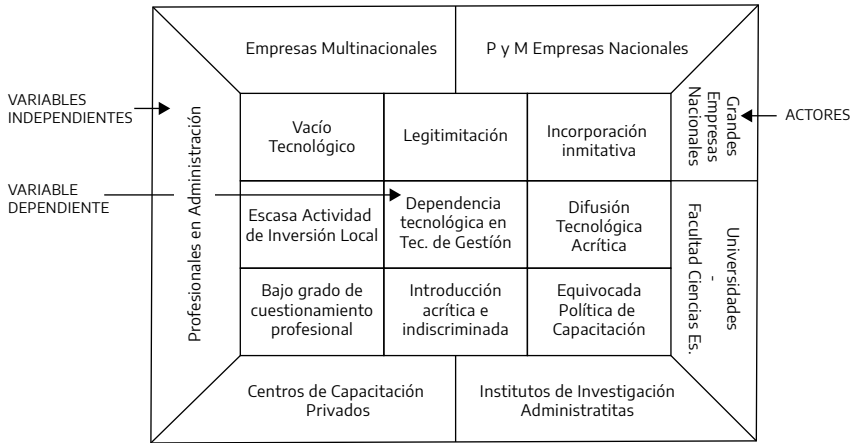 Empresas Multinacionales
P y M Empresas Nacionales
VARIABLES
INDEPENDIENTES
Profesionales en Administración
Grandes
Empresas
Nacionales
ACTORES
Vacío
Tecnológico
Legitimitación
Incorporación
inmitativa
VARIABLE
DEPENDIENTE
Escasa Actividad
de Inversión Local
Dependencia
tecnológica en
Tec. de Gestíón
Difusión
Tecnológica
Acrítica
Universidades
-
Facultad Ciencias Es.
Bajo grado de
cuestionamiento
profesional
Introducción
acrítica e
indiscriminada
Equivocada
Política de
Capacitación
Centros de Capacitación
Privados
Institutos de Investigación
Administratitas